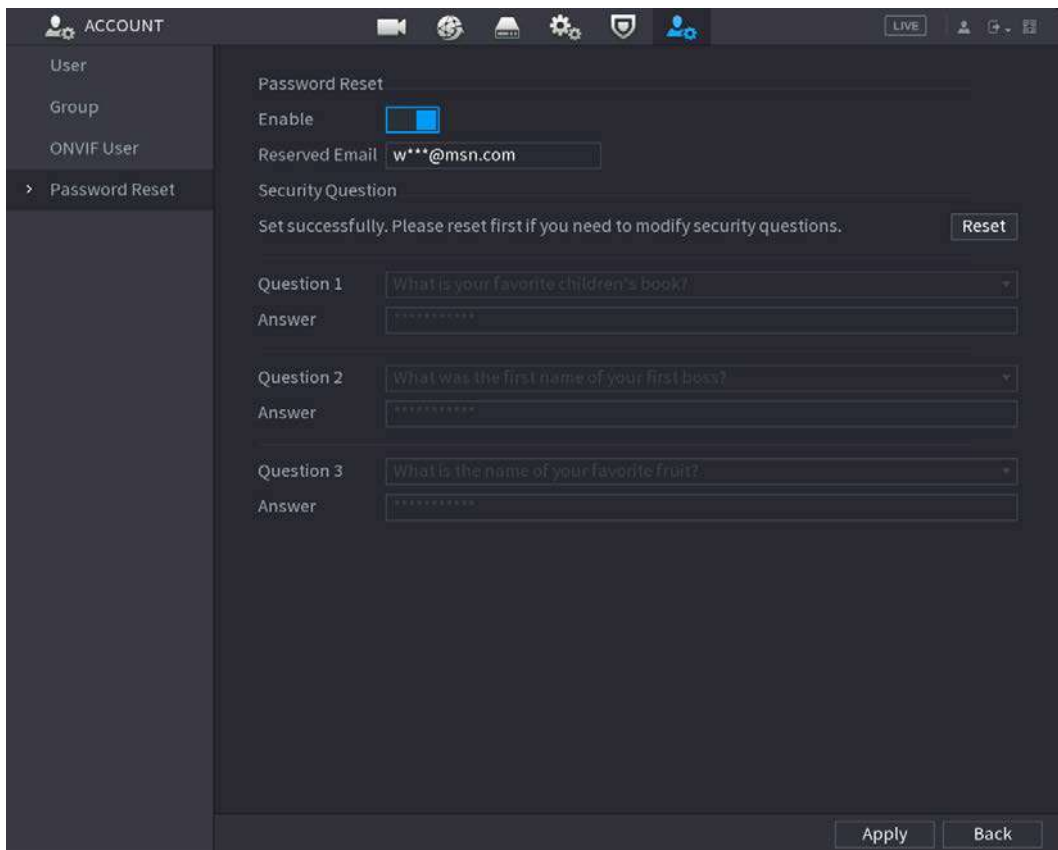 ACCOUNT
LIVE
User
Group
ONVIF User
Password Reset
Password Reset
Enable
Reserved Email w***@msn.com
Security Question
Set successfully. Please reset first if you need to modify security questions. Reset
Question 1 What is your favorite children's book?
Answer ***********
Question 2 What was the first name of your first boss?
Answer ***********
Question 3 What is the name of your favorite fruit?
Answer ***********
Apply Back